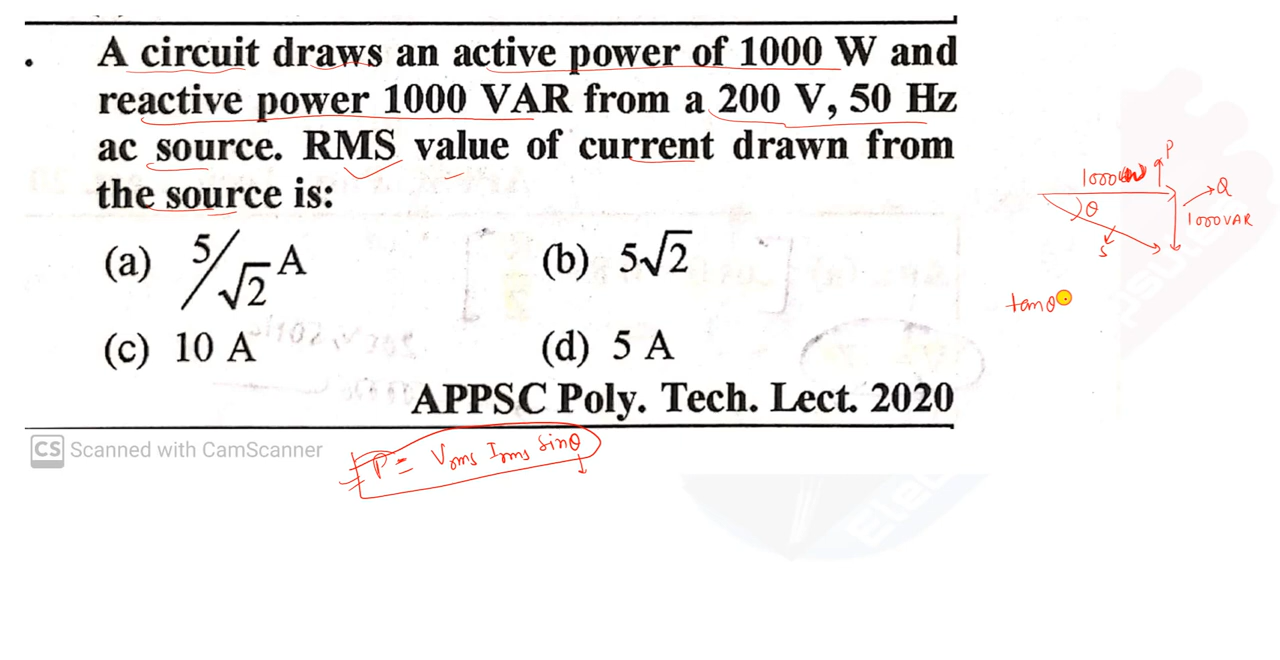 . A circuit draws an active power of 1000 W and
reactive power 1000 VAR from a 200 V, 50 Hz
ac source. RMS value of current drawn from
the source is:
(a) 5/√2 A (b) 5√2
(c) 10 A (d) 5 A
APPSC Poly. Tech. Lect. 2020
CS Scanned with CamScanner
P = Vrms Irms sinθ
1000W P
θ Q
1000VAR
S
tanθ